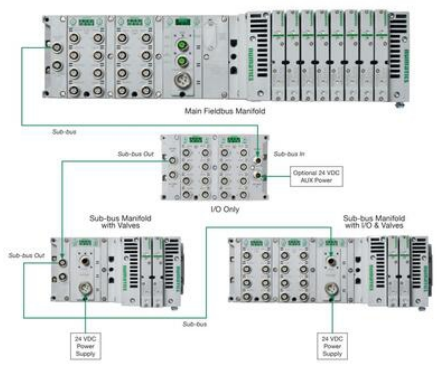 numatics
numatics
Main Fieldbus Manifold
Sub-bus
Sub-bus Out
Sub-bus In
Optional 24 VDC
AUX Power
I/O Only
Sub-bus Manifold
with Valves
Sub-bus Manifold
with I/O & Valves
Sub-bus Out
Sub-bus
24 VDC
Power
Supply
24 VDC
Power
Supply